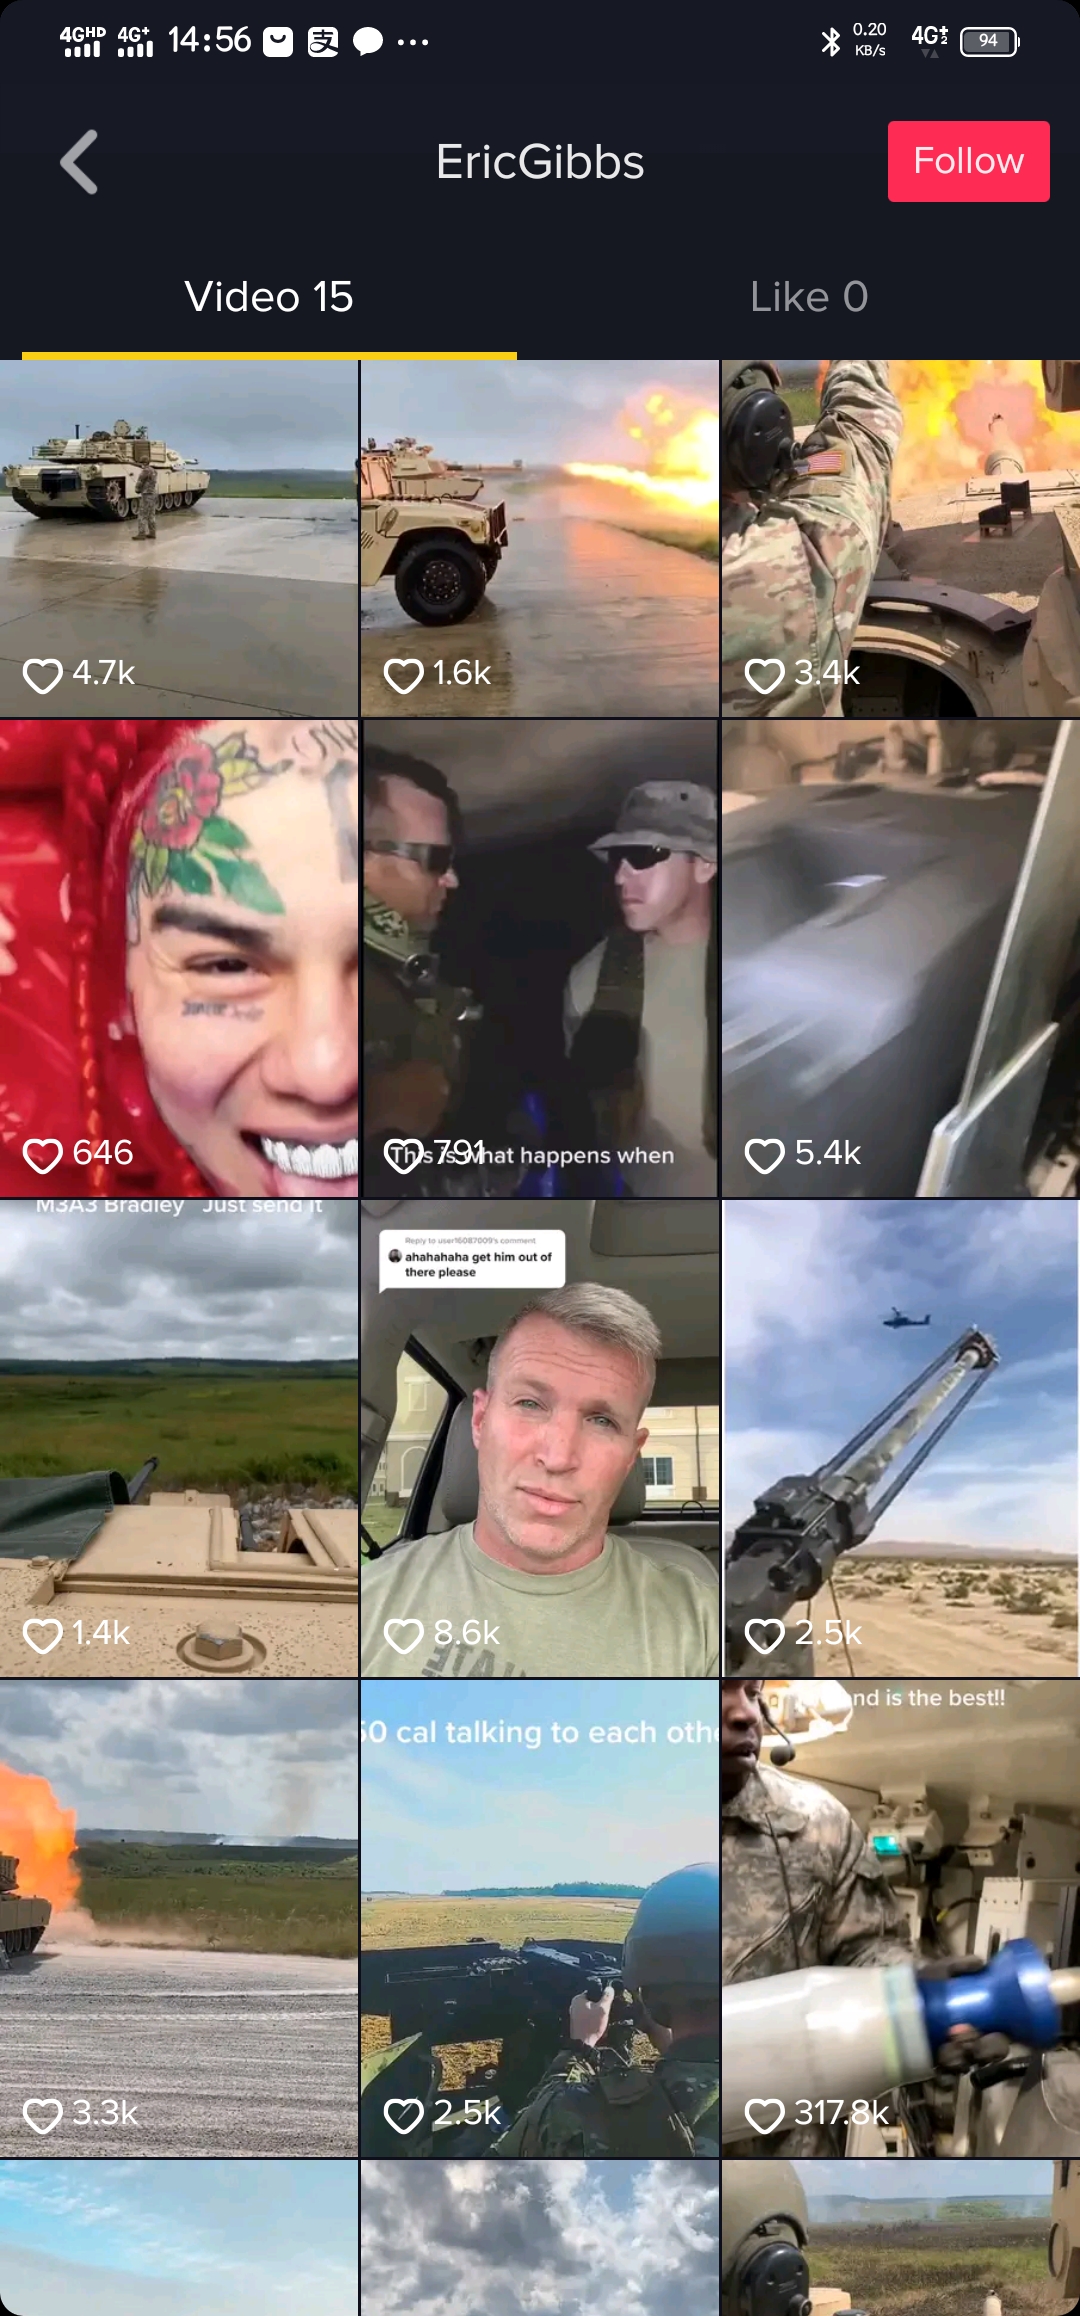 4GHD 4G+ 14:56 支 0.20 KB/s 4G+2 94
EricGibbs
Follow
Video 15
Like 0
4.7k
1.6k
3.4k
646
791
This is what happens when
5.4k
M3A3 Bradley Just send it
Reply to user16087009's comment
ahahahaha get him out of
there please
1.4k
8.6k
2.5k
50 cal talking to each othe
nd is the best!!
3.3k
2.5k
317.8k